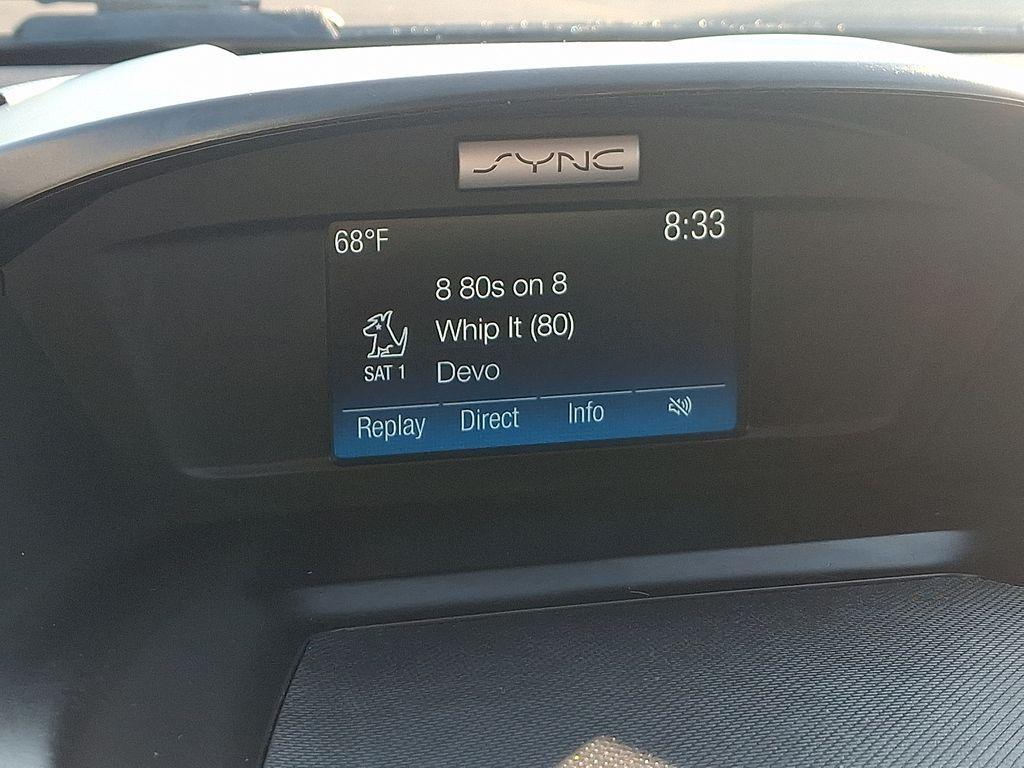 SYNC
68°F
8:33
8 80s on 8
Whip It (80)
SAT 1
Devo
Replay
Direct
Info